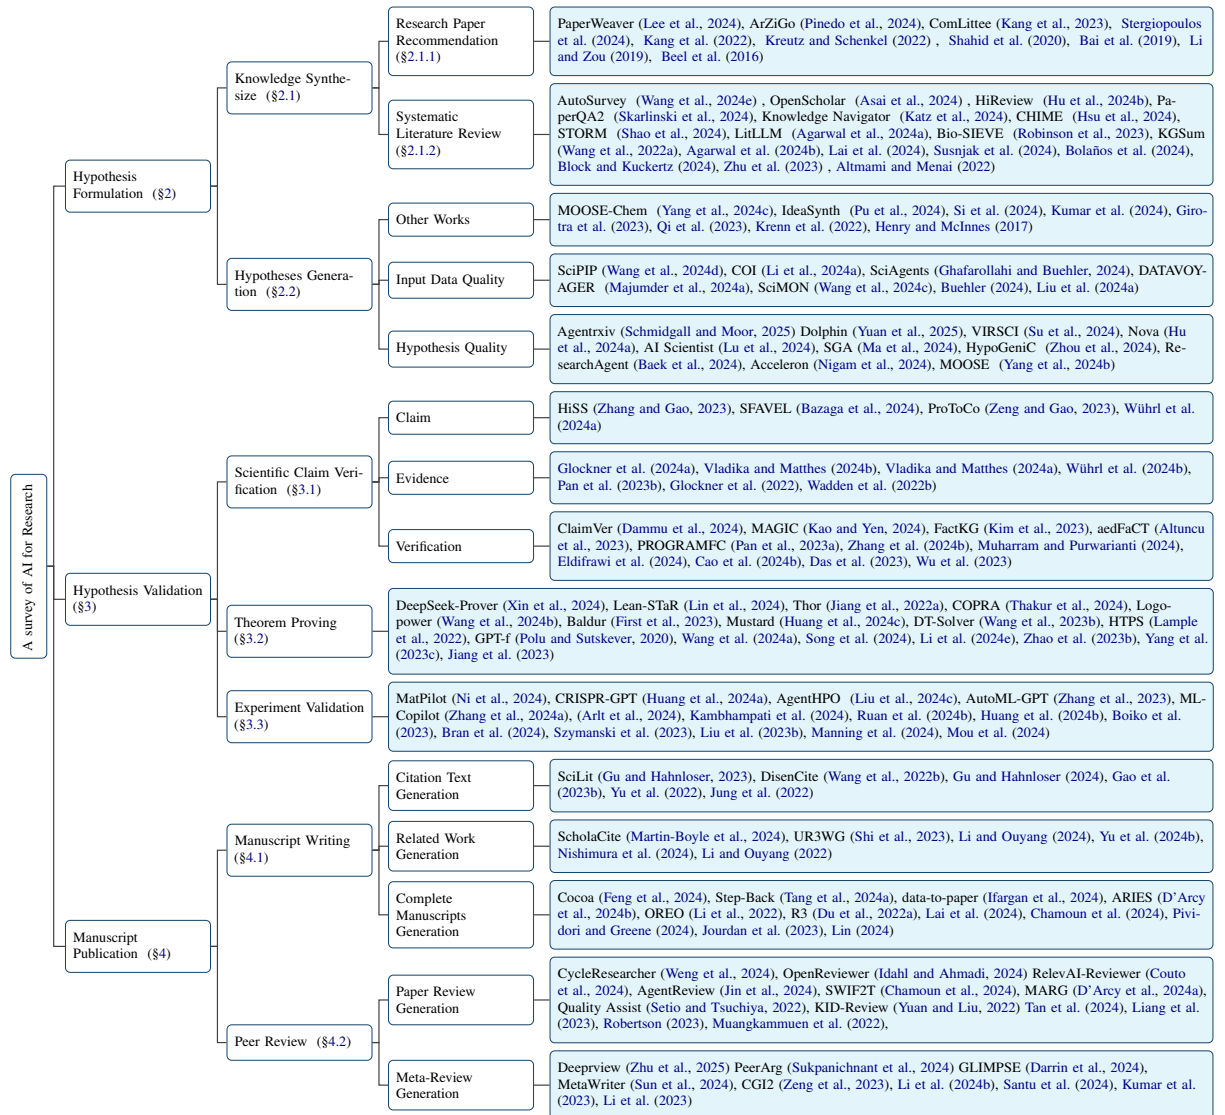 A survey of AI for Research
Hypothesis
Formulation (§2)
Knowledge Synthe-
size (§2.1)
Research Paper
Recommendation
(§2.1.1)
PaperWeaver (Lee et al., 2024), ArZiGo (Pinedo et al., 2024), ComLittee (Kang et al., 2023), Stergiopoulos
et al. (2024), Kang et al. (2022), Kreutz and Schenkel (2022) , Shahid et al. (2020), Bai et al. (2019), Li
and Zou (2019), Beel et al. (2016)
Systematic
Literature Review
(§2.1.2)
AutoSurvey (Wang et al., 2024e) , OpenScholar (Asai et al., 2024) , HiReview (Hu et al., 2024b), Pa-
perQA2 (Skarlinski et al., 2024), Knowledge Navigator (Katz et al., 2024), CHIME (Hsu et al., 2024),
STORM (Shao et al., 2024), LitLLM (Agarwal et al., 2024a), Bio-SIEVE (Robinson et al., 2023), KGSum
(Wang et al., 2022a), Agarwal et al. (2024b), Lai et al. (2024), Susnjak et al. (2024), Bolaños et al. (2024),
Block and Kuckertz (2024), Zhu et al. (2023) , Altmami and Menai (2022)
Hypotheses Genera-
tion (§2.2)
Other Works
MOOSE-Chem (Yang et al., 2024c), IdeaSynth (Pu et al., 2024), Si et al. (2024), Kumar et al. (2024), Giro-
tra et al. (2023), Qi et al. (2023), Krenn et al. (2022), Henry and McInnes (2017)
Input Data Quality
SciPIP (Wang et al., 2024d), COI (Li et al., 2024a), SciAgents (Ghafarollahi and Buehler, 2024), DATAVOY-
AGER (Majumder et al., 2024a), SciMON (Wang et al., 2024c), Buehler (2024), Liu et al. (2024a)
Hypothesis Quality
Agentrxiv (Schmidgall and Moor, 2025) Dolphin (Yuan et al., 2025), VIRSCI (Su et al., 2024), Nova (Hu
et al., 2024a), AI Scientist (Lu et al., 2024), SGA (Ma et al., 2024), HypoGeniC (Zhou et al., 2024), Re-
searchAgent (Baek et al., 2024), Acceleron (Nigam et al., 2024), MOOSE (Yang et al., 2024b)
Hypothesis Validation
(§3)
Scientific Claim Veri-
fication (§3.1)
Claim
HiSS (Zhang and Gao, 2023), SFAVEL (Bazaga et al., 2024), ProToCo (Zeng and Gao, 2023), Wührl et al.
(2024a)
Evidence
Glockner et al. (2024a), Vladika and Matthes (2024b), Vladika and Matthes (2024a), Wührl et al. (2024b),
Pan et al. (2023b), Glockner et al. (2022), Wadden et al. (2022b)
Verification
ClaimVer (Dammu et al., 2024), MAGIC (Kao and Yen, 2024), FactKG (Kim et al., 2023), aedFaCT (Altuncu
et al., 2023), PROGRAMFC (Pan et al., 2023a), Zhang et al. (2024b), Muharram and Purwarianti (2024),
Eldifrawi et al. (2024), Cao et al. (2024b), Das et al. (2023), Wu et al. (2023)
Theorem Proving
(§3.2)
DeepSeek-Prover (Xin et al., 2024), Lean-STaR (Lin et al., 2024), Thor (Jiang et al., 2022a), COPRA (Thakur et al., 2024), Logo-
power (Wang et al., 2024b), Baldur (First et al., 2023), Mustard (Huang et al., 2024c), DT-Solver (Wang et al., 2023b), HTPS (Lample
et al., 2022), GPT-f (Polu and Sutskever, 2020), Wang et al. (2024a), Song et al. (2024), Li et al. (2024e), Zhao et al. (2023b), Yang et al.
(2023c), Jiang et al. (2023)
Experiment Validation
(§3.3)
MatPilot (Ni et al., 2024), CRISPR-GPT (Huang et al., 2024a), AgentHPO (Liu et al., 2024c), AutoML-GPT (Zhang et al., 2023), ML-
Copilot (Zhang et al., 2024a), (Arlt et al., 2024), Kambhampati et al. (2024), Ruan et al. (2024b), Huang et al. (2024b), Boiko et al.
(2023), Bran et al. (2024), Szymanski et al. (2023), Liu et al. (2023b), Manning et al. (2024), Mou et al. (2024)
Manuscript
Publication (§4)
Manuscript Writing
(§4.1)
Citation Text
Generation
SciLit (Gu and Hahnloser, 2023), DisenCite (Wang et al., 2022b), Gu and Hahnloser (2024), Gao et al.
(2023b), Yu et al. (2022), Jung et al. (2022)
Related Work
Generation
ScholaCite (Martin-Boyle et al., 2024), UR3WG (Shi et al., 2023), Li and Ouyang (2024), Yu et al. (2024b),
Nishimura et al. (2024), Li and Ouyang (2022)
Complete
Manuscripts
Generation
Cocoa (Feng et al., 2024), Step-Back (Tang et al., 2024a), data-to-paper (Ifargan et al., 2024), ARIES (D'Arcy
et al., 2024b), OREO (Li et al., 2022), R3 (Du et al., 2022a), Lai et al. (2024), Chamoun et al. (2024), Pivi-
dori and Greene (2024), Jourdan et al. (2023), Lin (2024)
Peer Review (§4.2)
Paper Review
Generation
CycleResearcher (Weng et al., 2024), OpenReviewer (Idahl and Ahmadi, 2024) RelevAI-Reviewer (Couto
et al., 2024), AgentReview (Jin et al., 2024), SWIF2T (Chamoun et al., 2024), MARG (D'Arcy et al., 2024a),
Quality Assist (Setio and Tsuchiya, 2022), KID-Review (Yuan and Liu, 2022) Tan et al. (2024), Liang et al.
(2023), Robertson (2023), Muangkammuen et al. (2022),
Meta-Review
Generation
Deeprview (Zhu et al., 2025) PeerArg (Sukpanichnant et al., 2024) GLIMPSE (Darrin et al., 2024),
MetaWriter (Sun et al., 2024), CGI2 (Zeng et al., 2023), Li et al. (2024b), Santu et al. (2024), Kumar et al.
(2023), Li et al. (2023)